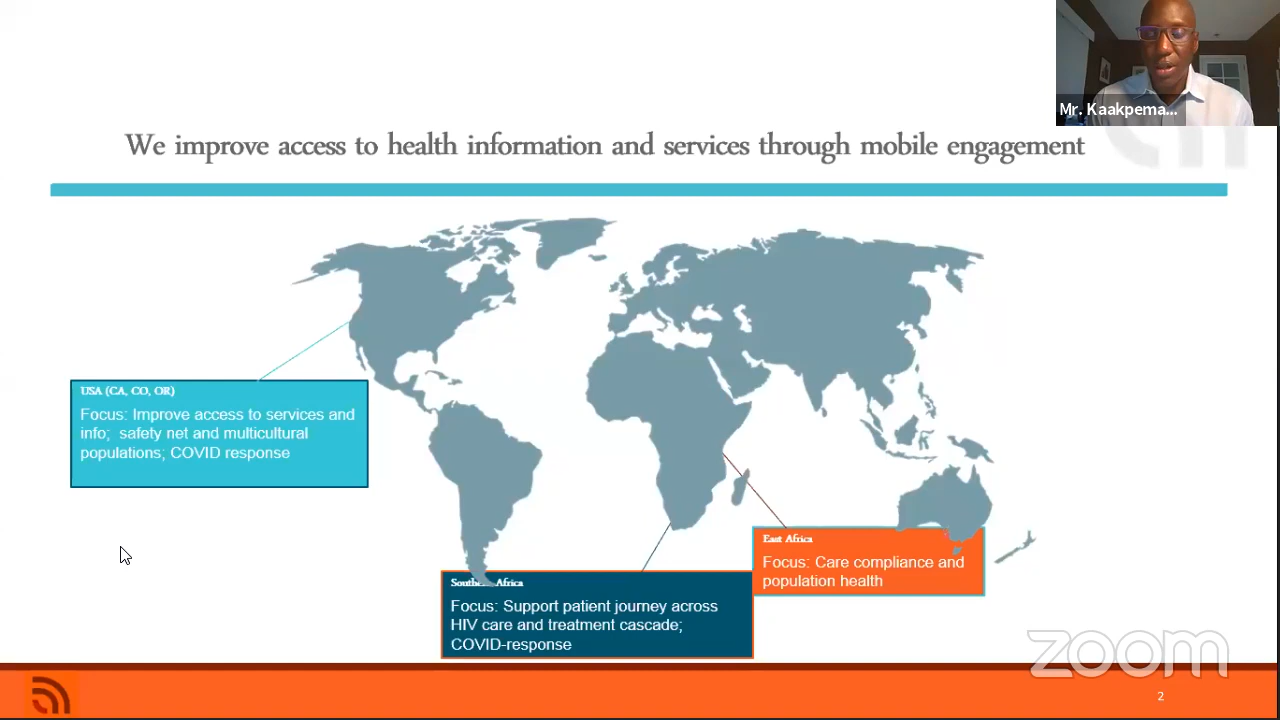 Mr. Kaakpema...
We improve access to health information and services through mobile engagement
USA (CA, CO, OR)
Focus: Improve access to services and
info; safety net and multicultural
populations; COVID response
East Africa
Focus: Care compliance and
population health
Africa
Focus: Support patient journey across
HIV care and treatment cascade;
COVID-response
zoom
2